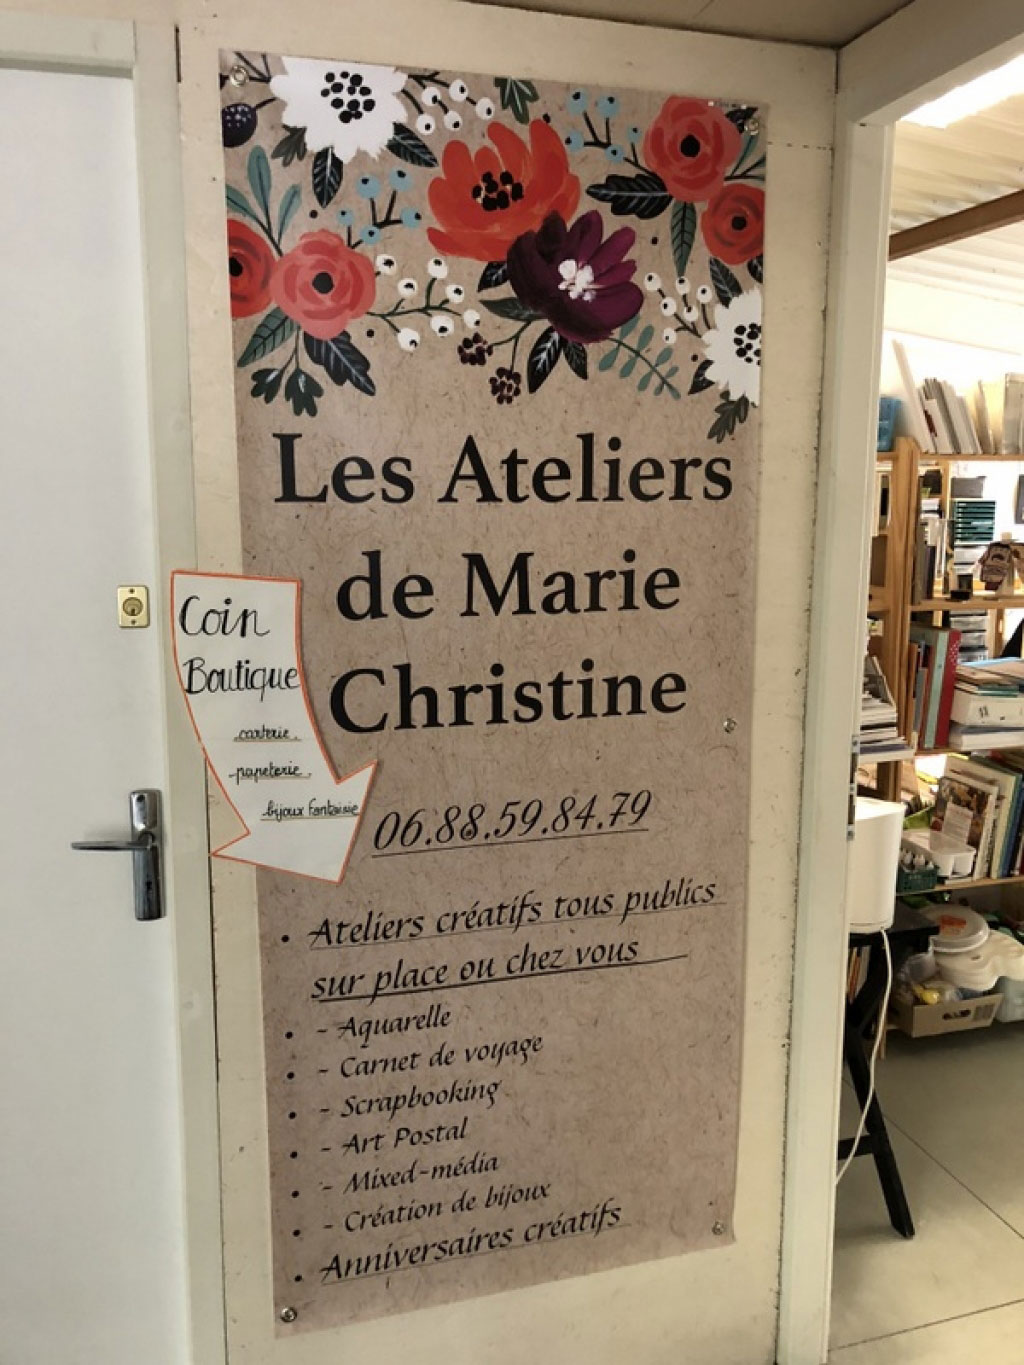 Les Ateliers
de Marie
Christine
Coin
Boutique
-carterie.
-papeterie.
-bijoux fantaisie
06.88.59.84.79
• Ateliers créatifs tous publics
sur place ou chez vous
• - Aquarelle
• - Carnet de voyage
• - Scrapbooking
• - Art Postal
• - Mixed-média
• - Création de bijoux
• Anniversaires créatifs